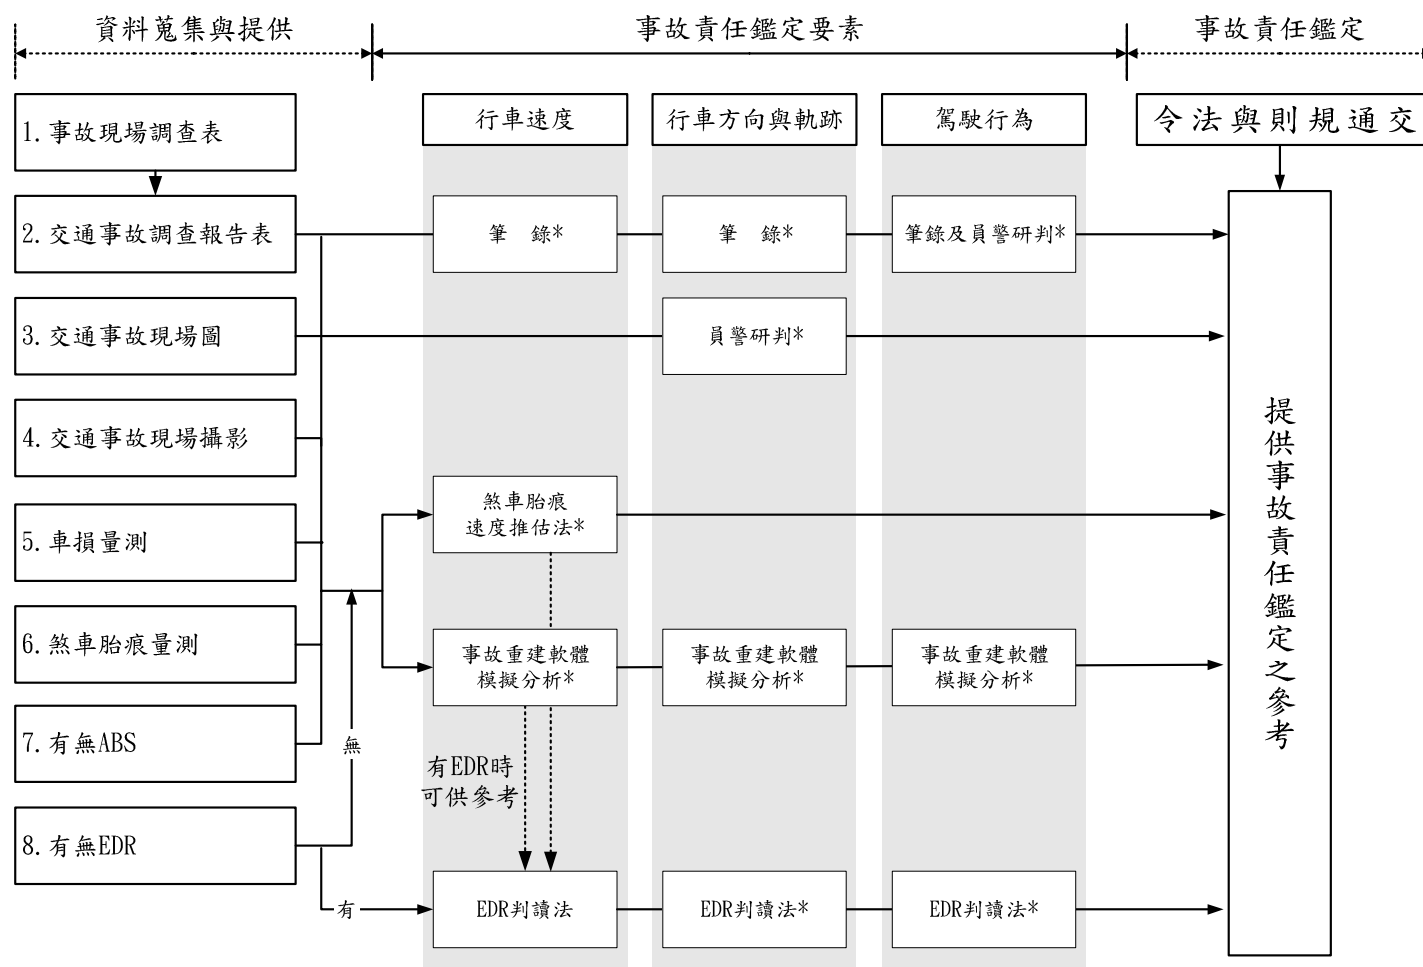 資料蒐集與提供
事故責任鑑定要素
事故責任鑑定
行車速度
行車方向與軌跡
駕駛行為
令法與則規通交
1.事故現場調查表
2.交通事故調查報告表
筆　錄*
筆　錄*
筆錄及員警研判*
3.交通事故現場圖
員警研判*
4.交通事故現場攝影
5.車損量測
煞車胎痕
速度推估法*
6.煞車胎痕量測
事故重建軟體
模擬分析*
事故重建軟體
模擬分析*
事故重建軟體
模擬分析*
7.有無ABS
無
有EDR時
可供參考
8.有無EDR
有
EDR判讀法
EDR判讀法*
EDR判讀法*
提供事故責任鑑定之參考